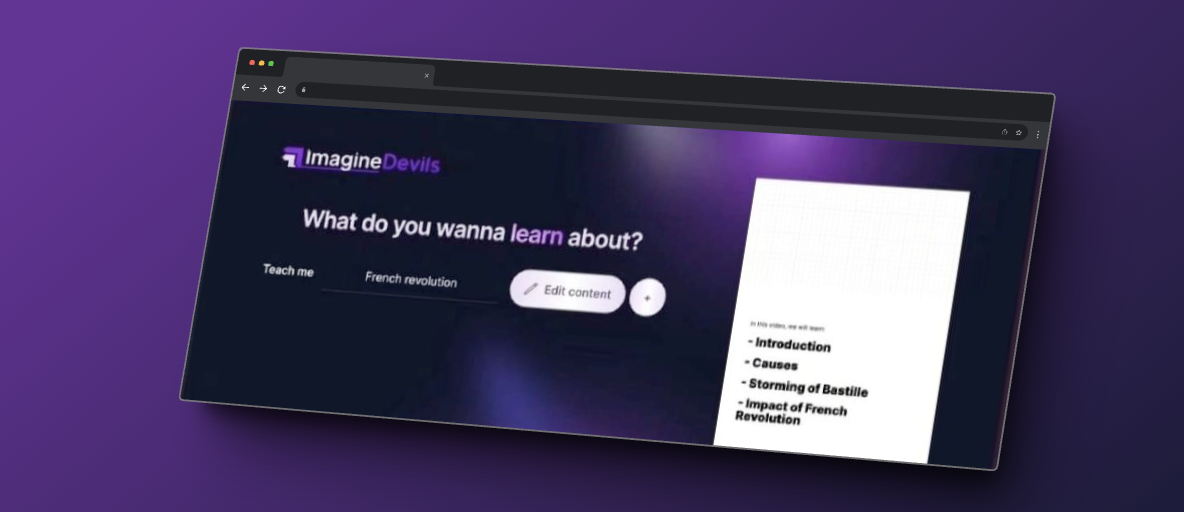 ImagineDevils
What do you wanna learn about?
Teach me
French revolution
Edit content
+
In this video, we will learn:
- Introduction
- Causes
- Storming of Bastille
- Impact of French
Revolution